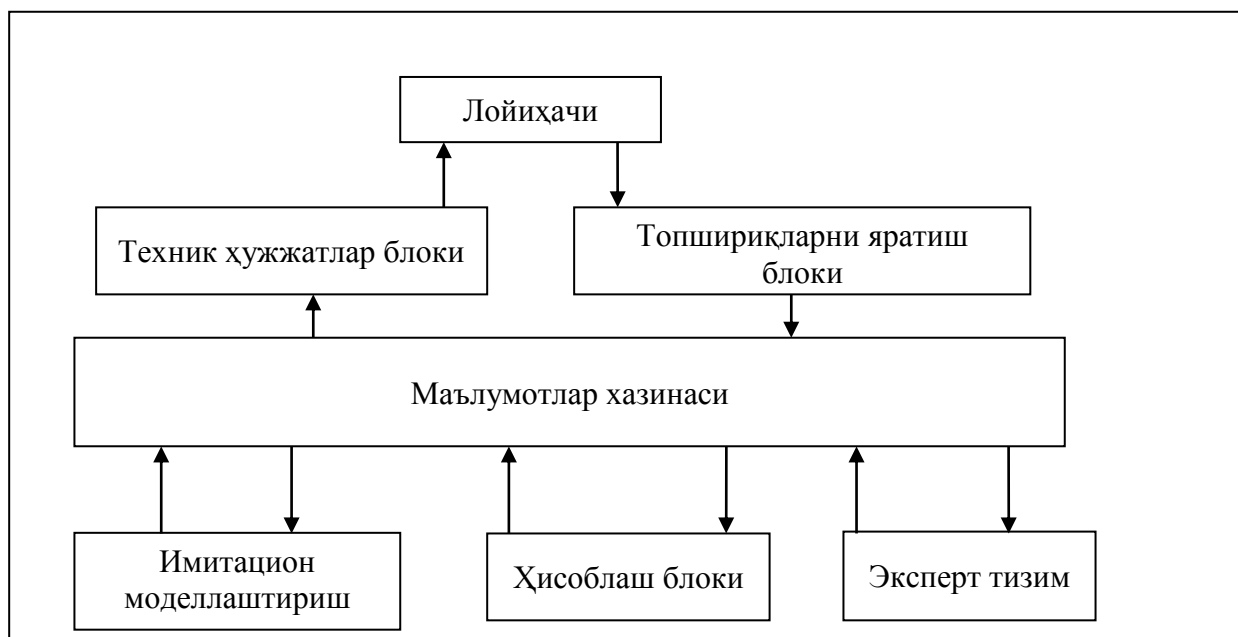 Лойиҳачи
Техник ҳужжатлар блоки
Топшириқларни яратиш
блоки
Маълумотлар хазинаси
Имитацион
моделлаштириш
Ҳисоблаш блоки
Эксперт тизим